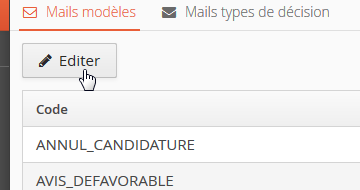 Mails modèles Mails types de décision
Editer
Code
ANNUL_CANDIDATURE
AVIS_DEFAVORABLE